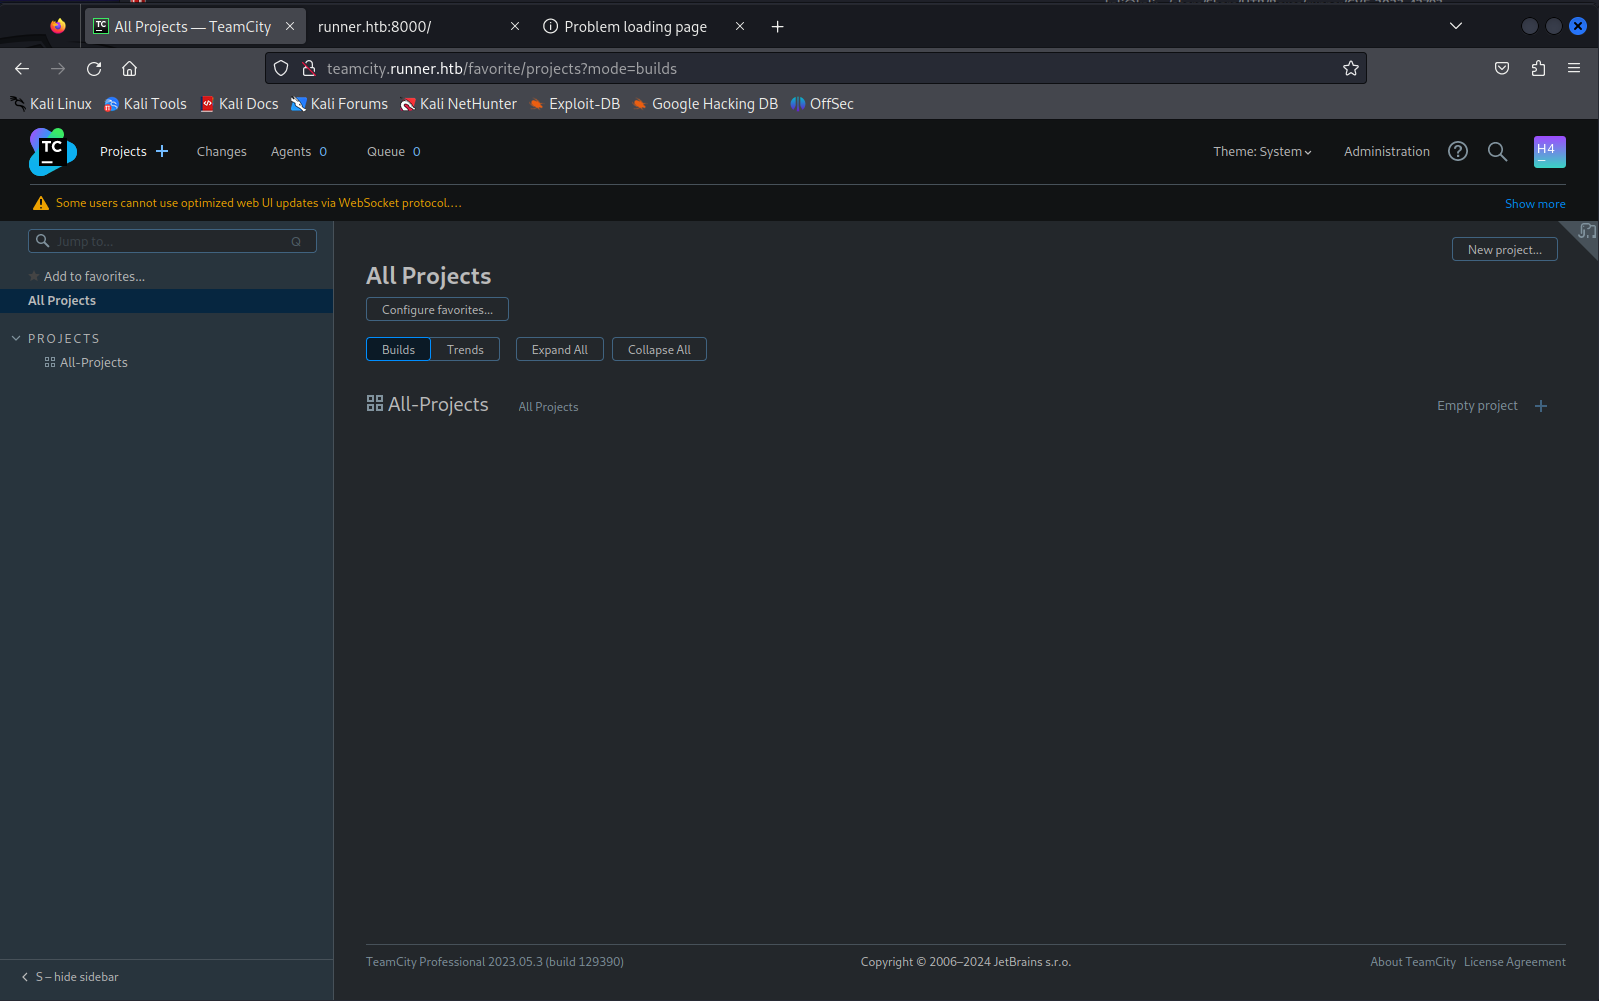 All Projects — TeamCity
runner.htb:8000/
Problem loading page
teamcity.runner.htb/favorite/projects?mode=builds
Kali Linux Kali Tools Kali Docs Kali Forums Kali NetHunter Exploit-DB Google Hacking DB OffSec
TC
Projects Changes Agents 0 Queue 0 Theme: System Administration H4
Some users cannot use optimized web UI updates via WebSocket protocol.... Show more
Jump to... Q
New project...
Add to favorites...
All Projects
All Projects
Configure favorites...
PROJECTS
Builds Trends Expand All Collapse All
All-Projects
All-Projects All Projects Empty project
TeamCity Professional 2023.05.3 (build 129390) Copyright © 2006–2024 JetBrains s.r.o. About TeamCity License Agreement
S – hide sidebar